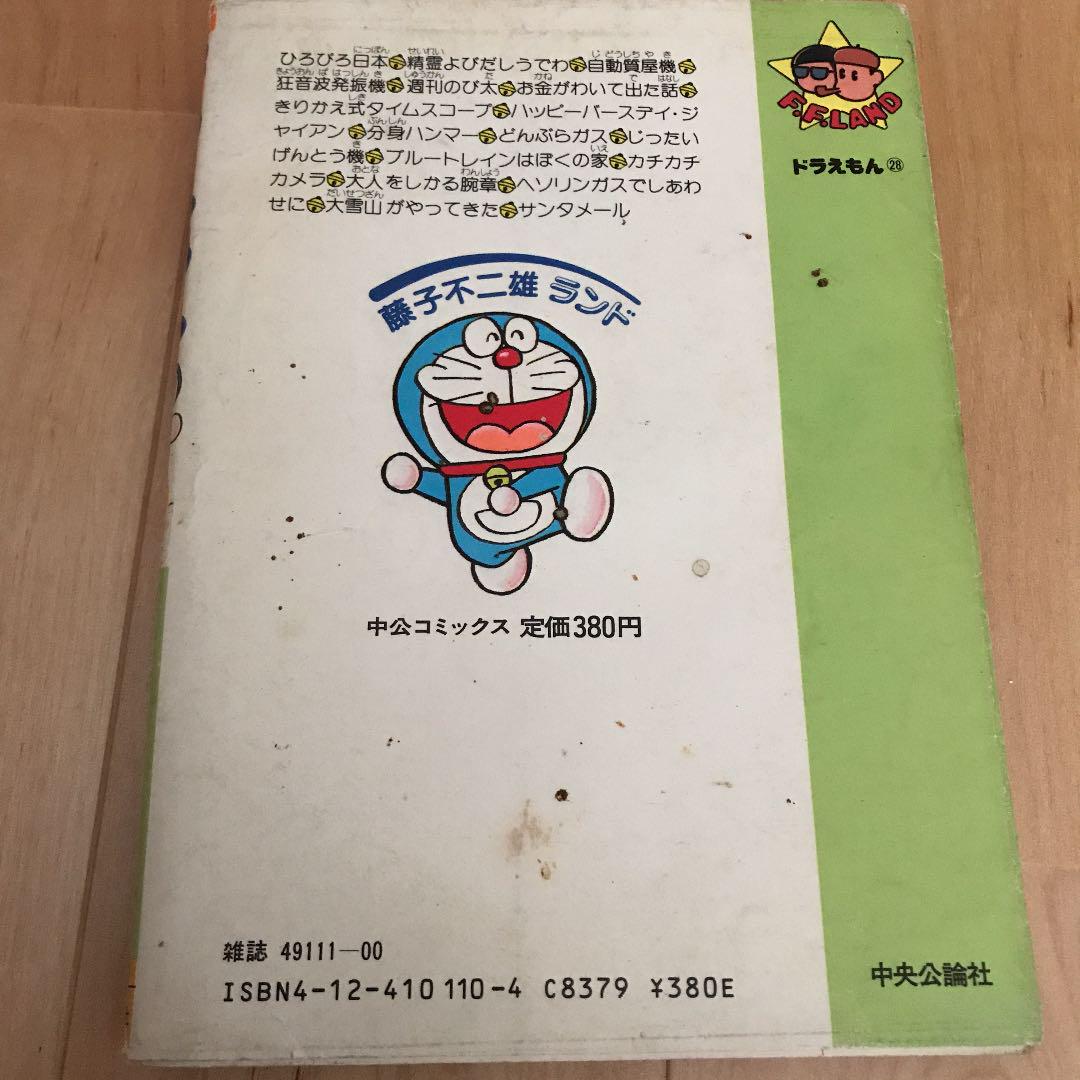 ひろびろ日本 精霊よびだしうでわ 自動質屋機
狂音波発振機 週刊のび太 お金がわいて出た話
きりかえ式タイムスコープ ハッピーバースデイ・ジ
ャイアン 分身ハンマー どんぶらガス じったい
げんとう機 ブルートレインはぼくの家 カチカチ
カメラ 大人をしかる腕章 ヘソリンガスでしあわ
せに 大雪山がやってきた サンタメール
F.F.LAND
ドラえもん㉘
藤子不二雄 ランド
中公コミックス 定価380円
雑誌 49111-00
ISBN4-12-410110-4 C8379 ¥380E
中央公論社